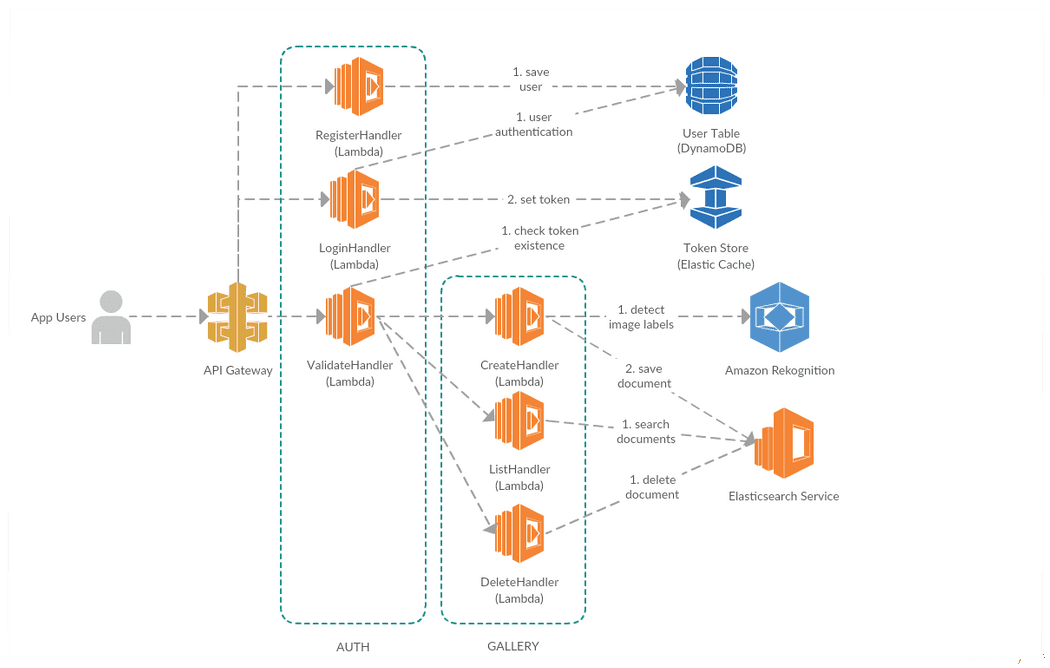 1. save
user
1. user
authentication
RegisterHandler
(Lambda)
User Table
(DynamoDB)
2. set token
1. check token
existence
LoginHandler
(Lambda)
Token Store
(Elastic Cache)
App Users
1. detect
image labels
API Gateway
ValidateHandler
(Lambda)
CreateHandler
(Lambda)
Amazon Rekognition
2. save
document
1. search
documents
ListHandler
(Lambda)
1. delete
document
Elasticsearch Service
DeleteHandler
(Lambda)
AUTH
GALLERY